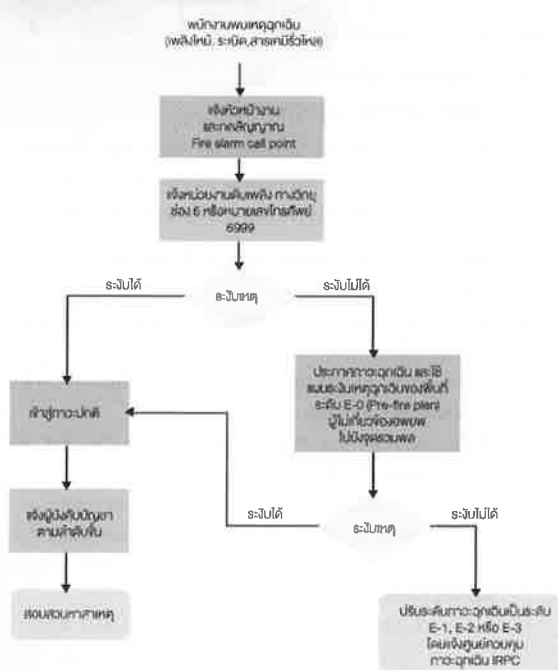 พนักงานพบเหตุฉุกเฉิน
(เพลิงไหม้, ระเบิด,สารเคมีรั่วไหล)
แจ้งหัวหน้างาน
และกดสัญญาณ
Fire alarm call point
แจ้งหน่วยงานดับเพลิง ทางวิทยุ
ช่อง 6 หรือหมายเลขโทรศัพท์
6999
ระงับเหตุ
ระงับได้
ระงับไม่ได้
เข้าสู่ภาวะปกติ
ประกาศภาวะฉุกเฉิน และใช้
แผนระงับเหตุฉุกเฉินของพื้นที่
ระดับ E-0 (Pre-fire plan)
ผู้ไม่เกี่ยวข้องอพยพ
ไปยังจุดรวมพล
แจ้งผู้บังคับบัญชา
ตามลำดับชั้น
ระงับเหตุ
ระงับได้
ระงับไม่ได้
สอบสวนหาสาเหตุ
ปรับระดับภาวะฉุกเฉินเป็นระดับ
E-1, E-2 หรือ E-3
โดยแจ้งศูนย์ควบคุม
ภาวะฉุกเฉิน IRPC